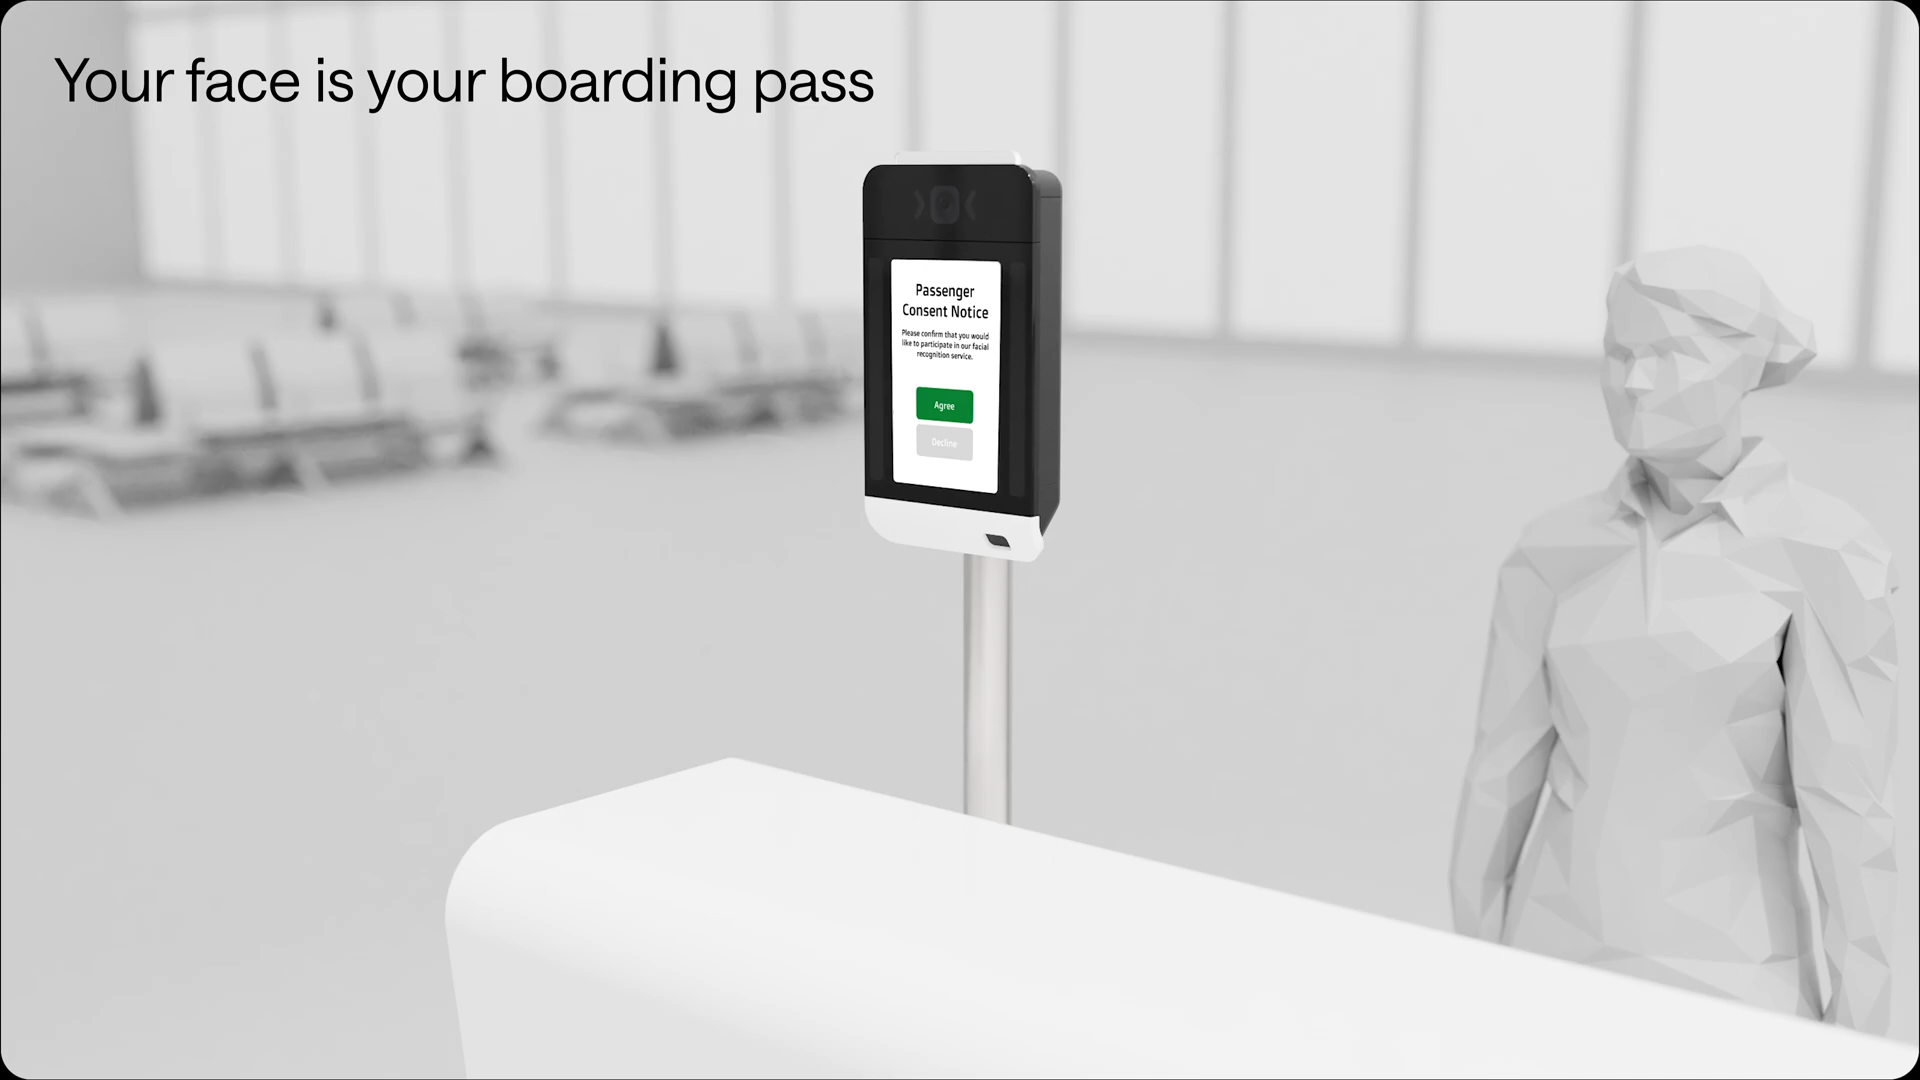 Your face is your boarding pass
Passenger
Consent Notice
Please confirm that you would
like to participate in our facial
recognition service.
Agree
Decline